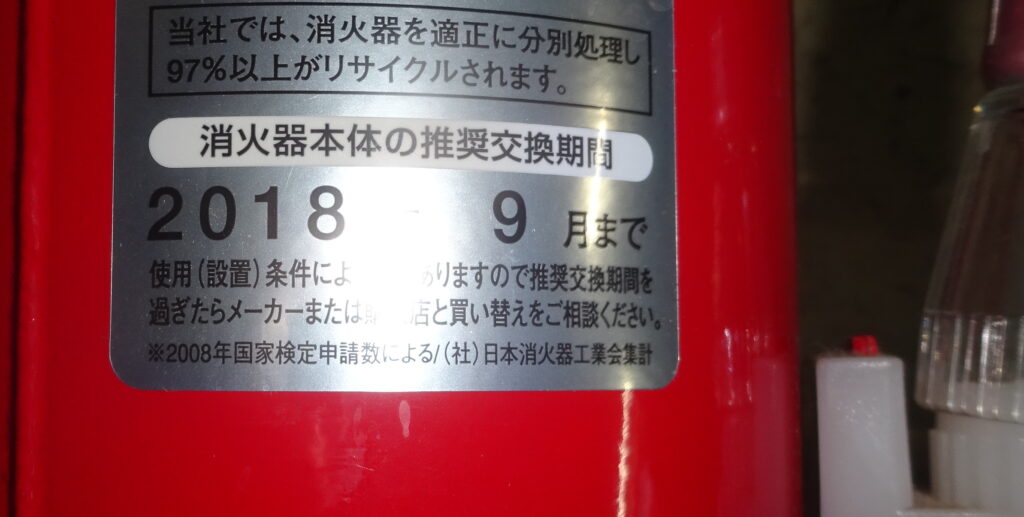 当社では、消火器を適正に分別処理し
97%以上がリサイクルされます。
消火器本体の推奨交換期間
2018 9 月まで
使用(設置)条件によ ありますので推奨交換期間を
過ぎたらメーカーまたは 店と買い替えをご相談ください。
※2008年国家検定申請数による/(社)日本消火器工業会集計